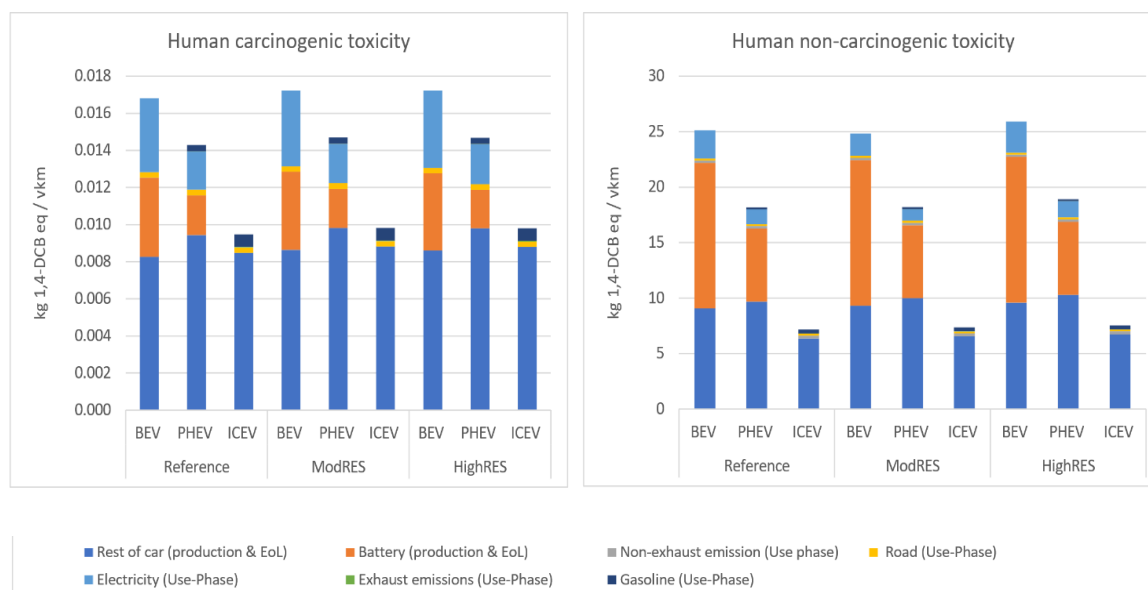 Human carcinogenic toxicity
kg 1,4-DCB eq / vkm
0.018
0.016
0.014
0.012
0.010
0.008
0.006
0.004
0.002
0.000
BEV PHEV ICEV BEV PHEV ICEV BEV PHEV ICEV
Reference ModRES HighRES
Human non-carcinogenic toxicity
kg 1,4-DCB eq / vkm
30
25
20
15
10
5
0
BEV PHEV ICEV BEV PHEV ICEV BEV PHEV ICEV
Reference ModRES HighRES
Rest of car (production & EoL) Battery (production & EoL) Non-exhaust emission (Use phase) Road (Use-Phase)
Electricity (Use-Phase) Exhaust emissions (Use-Phase) Gasoline (Use-Phase)